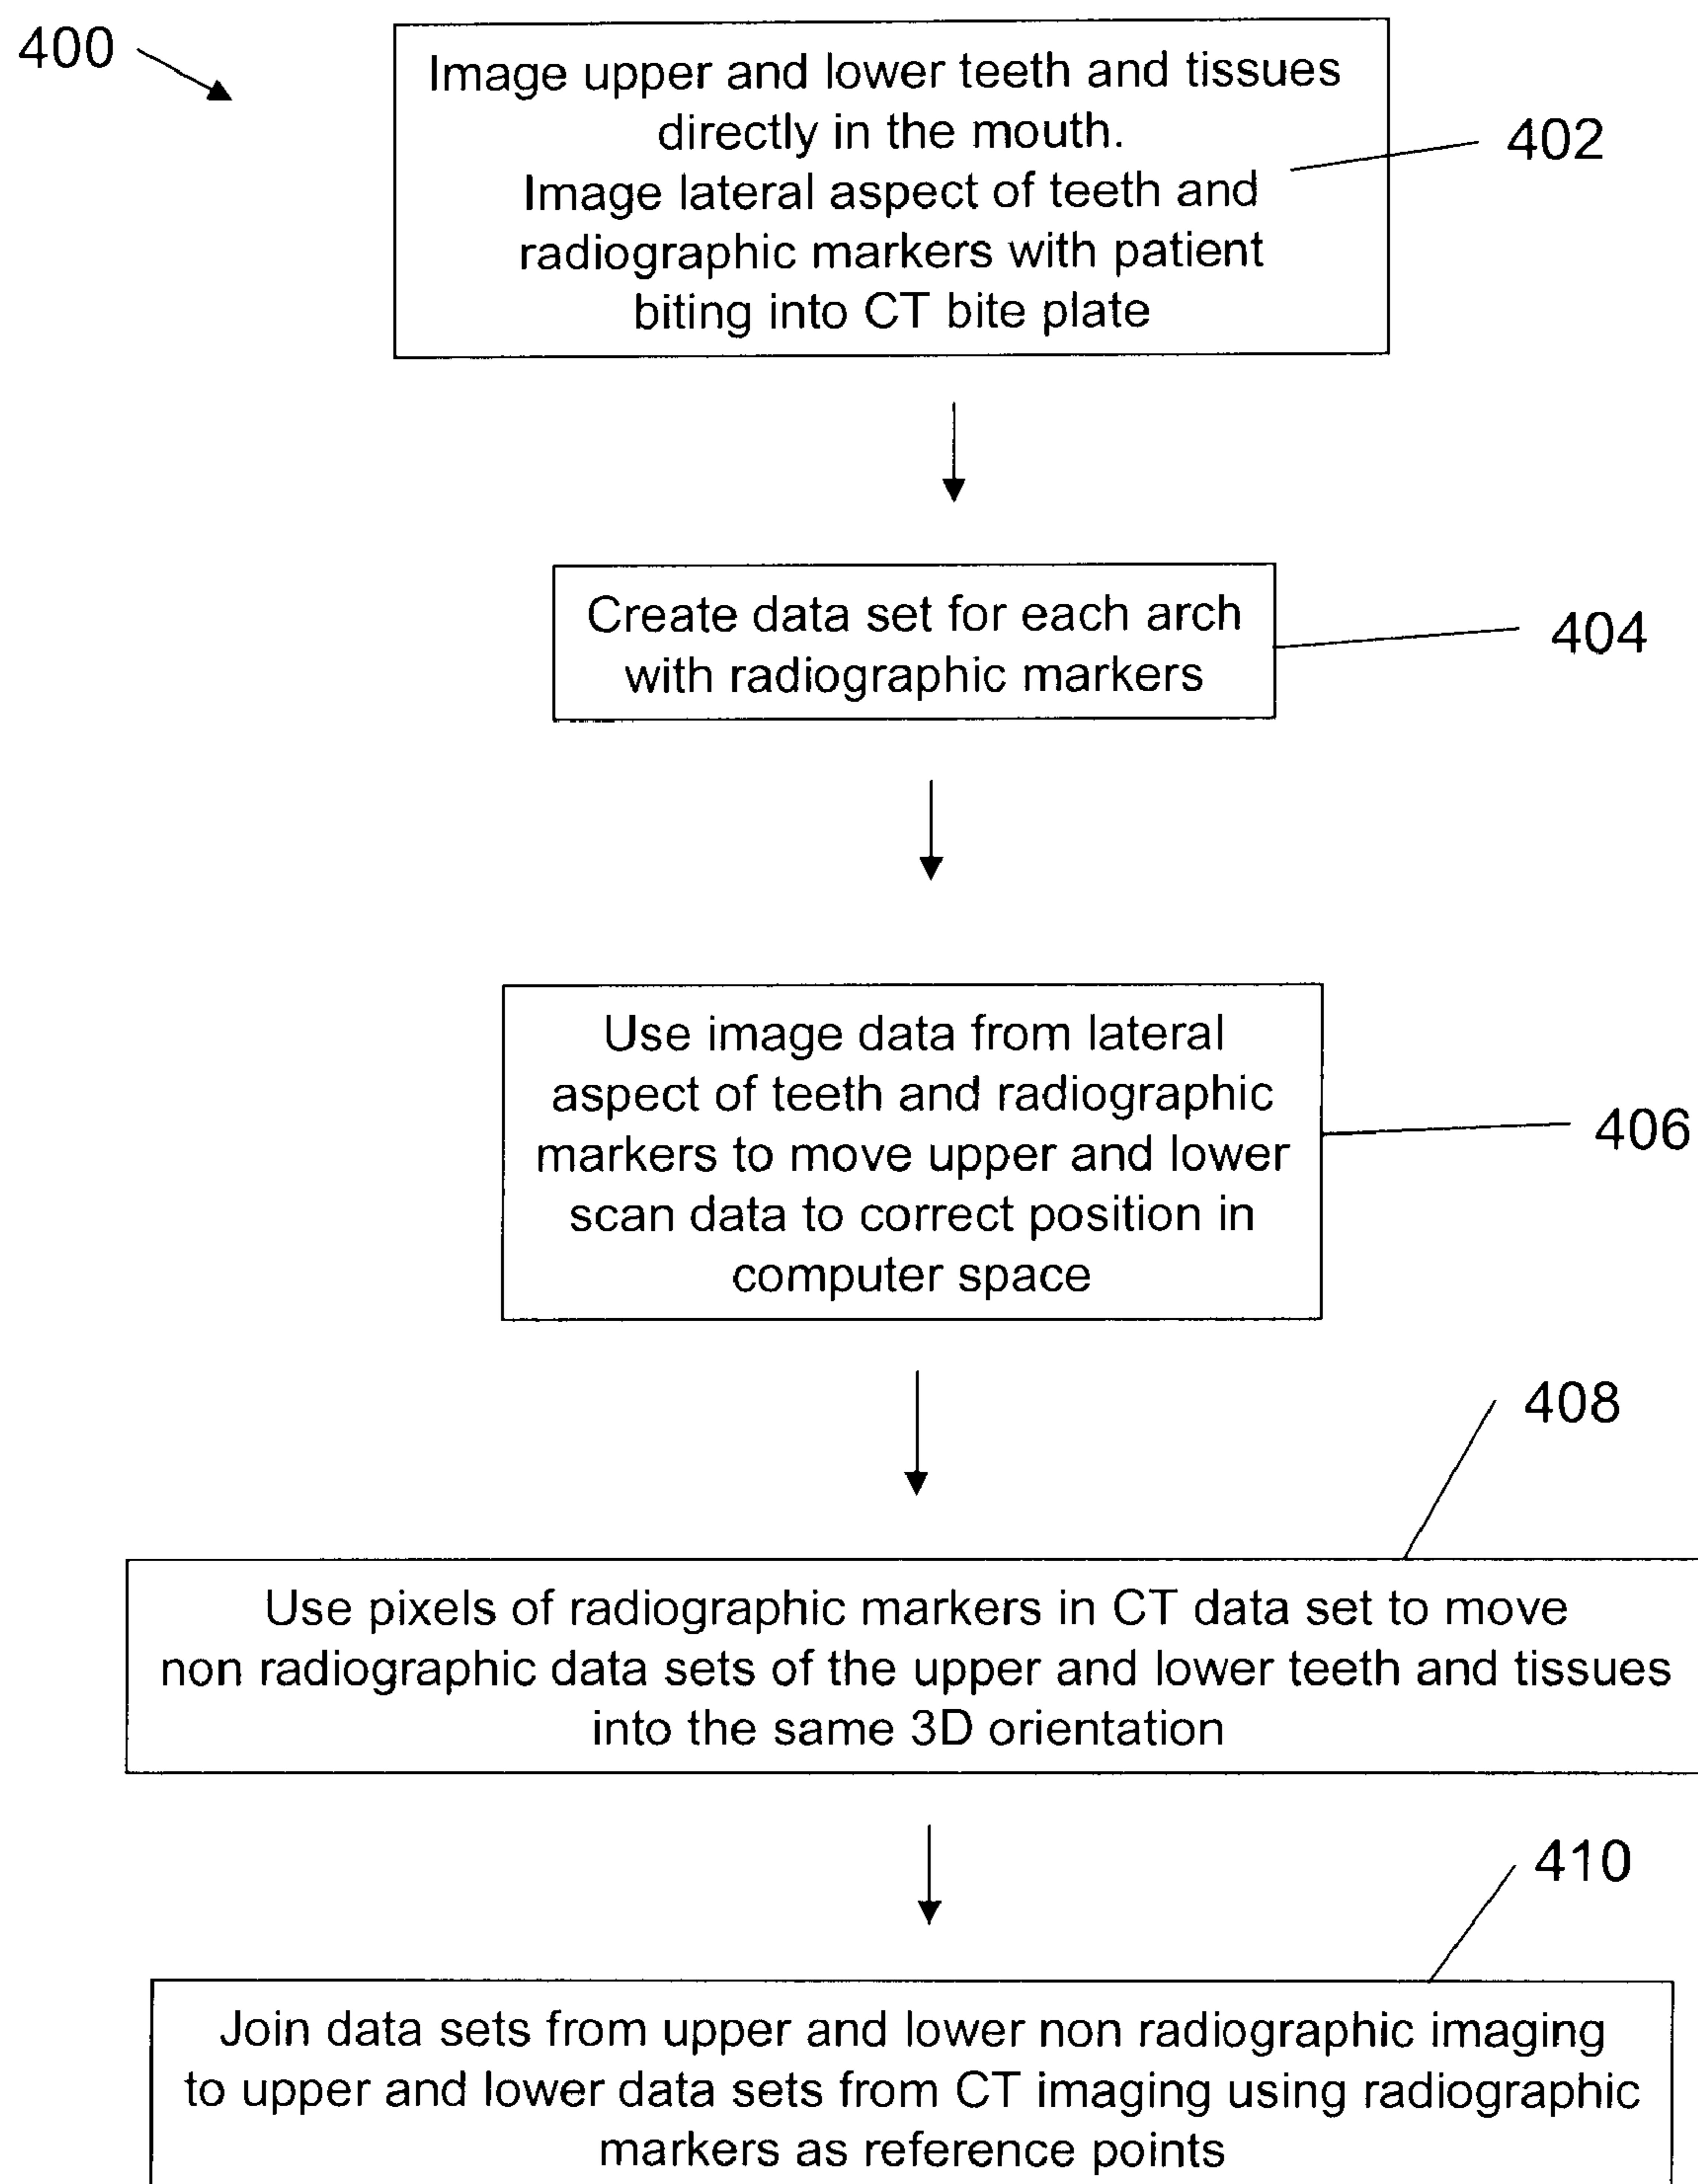 400
Image upper and lower teeth and tissues
directly in the mouth.
Image lateral aspect of teeth and
radiographic markers with patient
biting into CT bite plate
402
Create data set for each arch
with radiographic markers
404
Use image data from lateral
aspect of teeth and radiographic
markers to move upper and lower
scan data to correct position in
computer space
406
408
Use pixels of radiographic markers in CT data set to move
non radiographic data sets of the upper and lower teeth and tissues
into the same 3D orientation
410
Join data sets from upper and lower non radiographic imaging
to upper and lower data sets from CT imaging using radiographic
markers as reference points